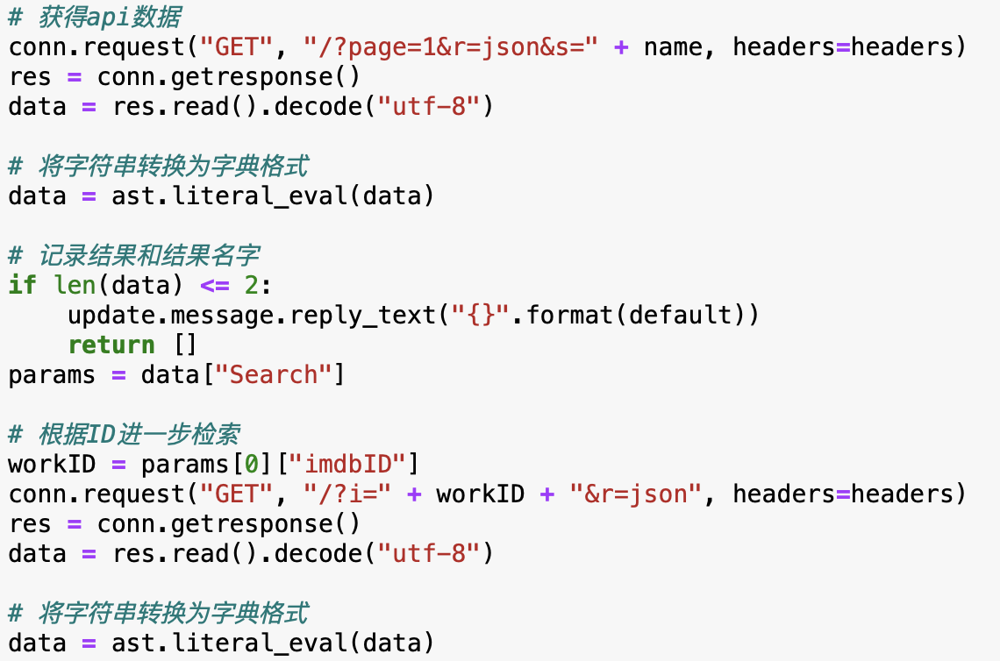 # 获得api数据
conn.request("GET", "/?page=1&r=json&s=" + name, headers=headers)
res = conn.getresponse()
data = res.read().decode("utf-8")

# 将字符串转换为字典格式
data = ast.literal_eval(data)

# 记录结果和结果名字
if len(data) <= 2:
    update.message.reply_text("{}".format(default))
    return []
params = data["Search"]

# 根据ID进一步检索
workID = params[0]["imdbID"]
conn.request("GET", "/?i=" + workID + "&r=json", headers=headers)
res = conn.getresponse()
data = res.read().decode("utf-8")

# 将字符串转换为字典格式
data = ast.literal_eval(data)